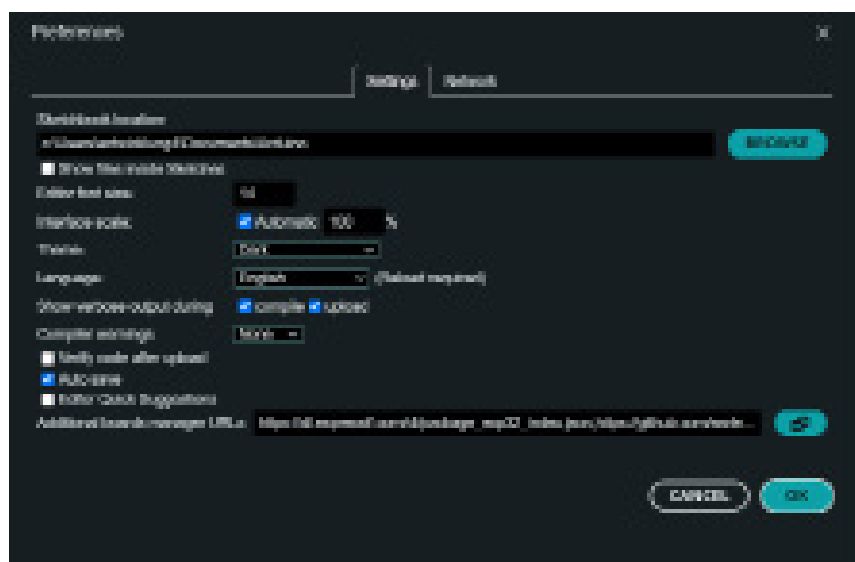 Preferences
Settings Network
Sketchbook location:
BROWSE
Show files inside Sketches
Editor font size: 14
Interface scale: Automatic 100 %
Theme: Dark
Language: English (Reload required)
Show verbose output during compile upload
Compiler warnings None
Verify code after upload
Auto save
Editor Quick Suggestions
Additional boards manager URLs:
CANCEL OK